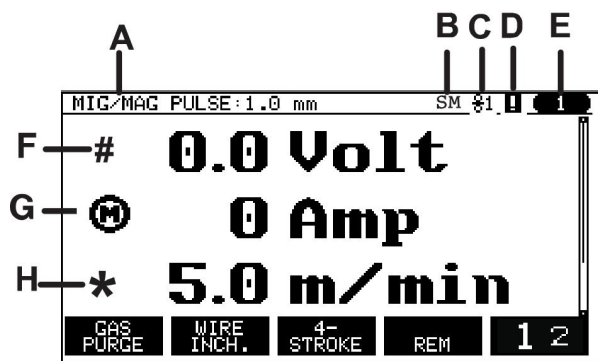 A B C D E
MIG/MAG PULSE:1.0 mm SM 1 ! 1
F # 0.0 Volt
G M 0 Amp
H * 5.0 m/min
GAS PURGE WIRE INCH. 4-STROKE REM 1 2